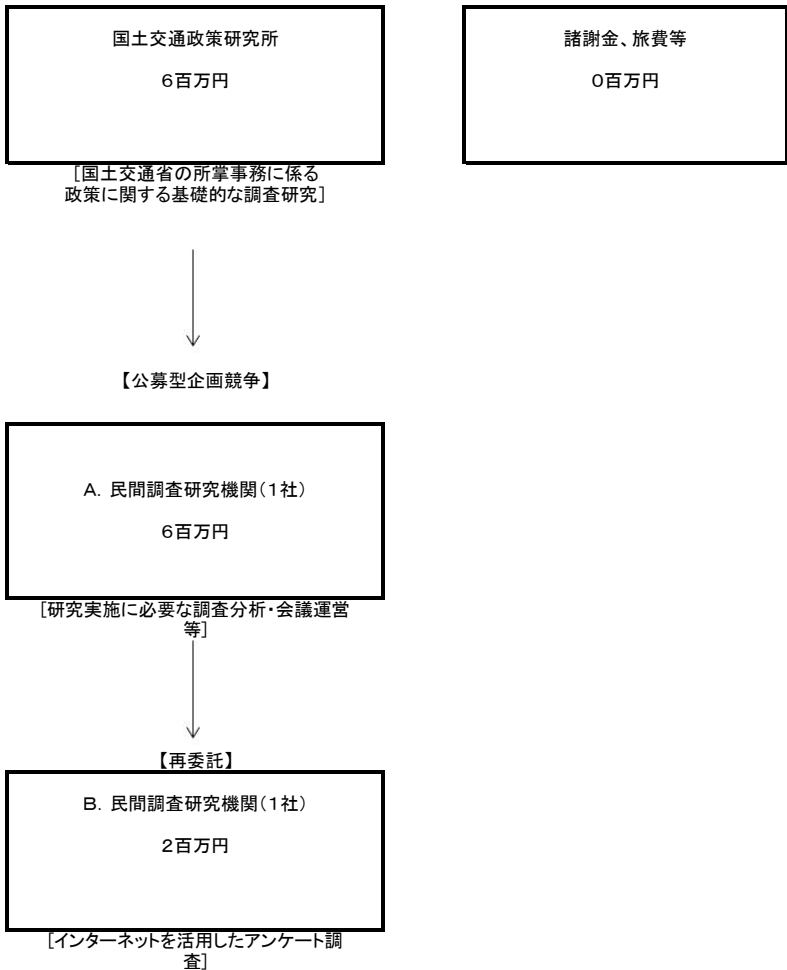 国土交通政策研究所
6百万円
諸謝金、旅費等
0百万円
[国土交通省の所掌事務に係る
政策に関する基礎的な調査研究]
【公募型企画競争】
A. 民間調査研究機関(1社)
6百万円
[研究実施に必要な調査分析・会議運営
等]
【再委託】
B. 民間調査研究機関(1社)
2百万円
[インターネットを活用したアンケート調
査]